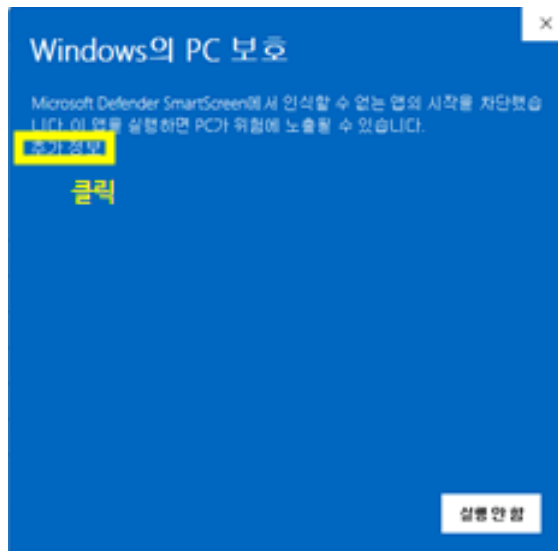 Windows의 PC 보호
Microsoft Defender SmartScreen에서 인식할 수 없는 앱의 시작을 차단했습
니다. 이 앱을 실행하면 PC가 위험에 노출될 수 있습니다.
추가 정보
클릭
실행 안 함